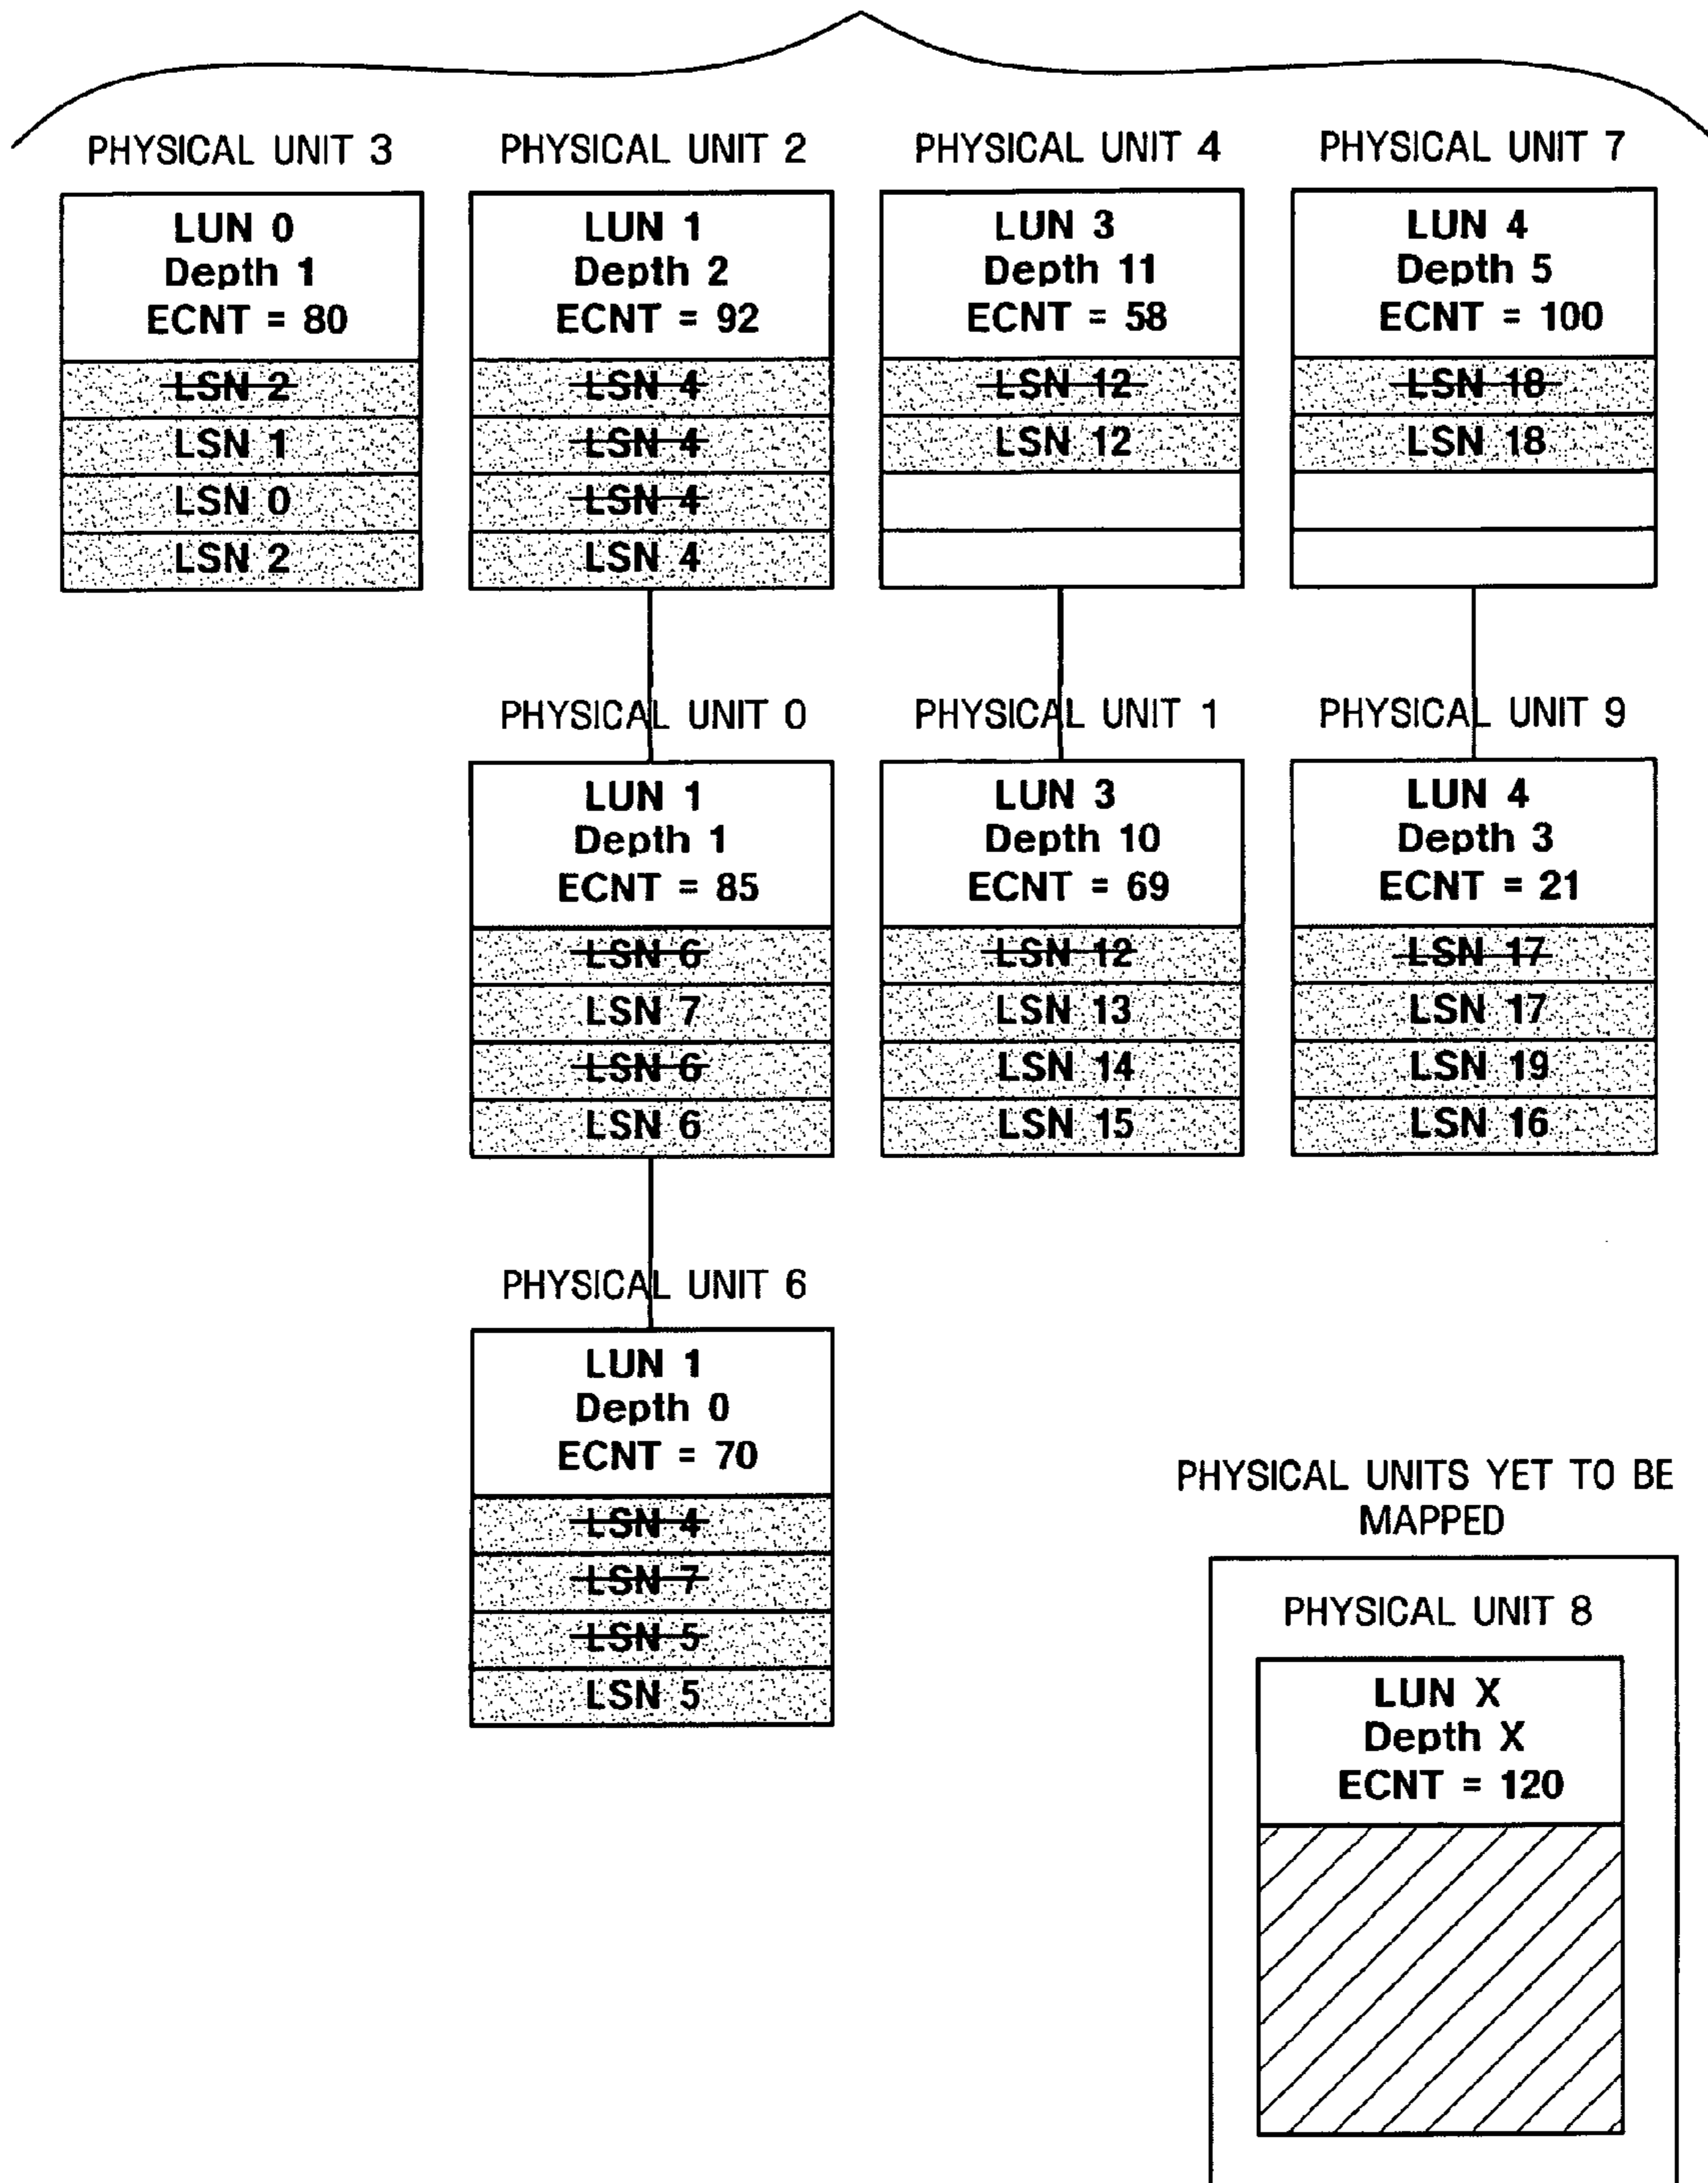 PHYSICAL UNIT 3
LUN 0
Depth 1
ECNT = 80
LSN 2
LSN 1
LSN 0
LSN 2
PHYSICAL UNIT 2
LUN 1
Depth 2
ECNT = 92
LSN 4
LSN 4
LSN 4
LSN 4
PHYSICAL UNIT 4
LUN 3
Depth 11
ECNT = 58
LSN 12
LSN 12
PHYSICAL UNIT 7
LUN 4
Depth 5
ECNT = 100
LSN 18
LSN 18
PHYSICAL UNIT 0
LUN 1
Depth 1
ECNT = 85
LSN 6
LSN 7
LSN 6
LSN 6
PHYSICAL UNIT 1
LUN 3
Depth 10
ECNT = 69
LSN 12
LSN 13
LSN 14
LSN 15
PHYSICAL UNIT 9
LUN 4
Depth 3
ECNT = 21
LSN 17
LSN 17
LSN 19
LSN 16
PHYSICAL UNIT 6
LUN 1
Depth 0
ECNT = 70
LSN 4
LSN 7
LSN 5
LSN 5
PHYSICAL UNITS YET TO BE
MAPPED
PHYSICAL UNIT 8
LUN X
Depth X
ECNT = 120